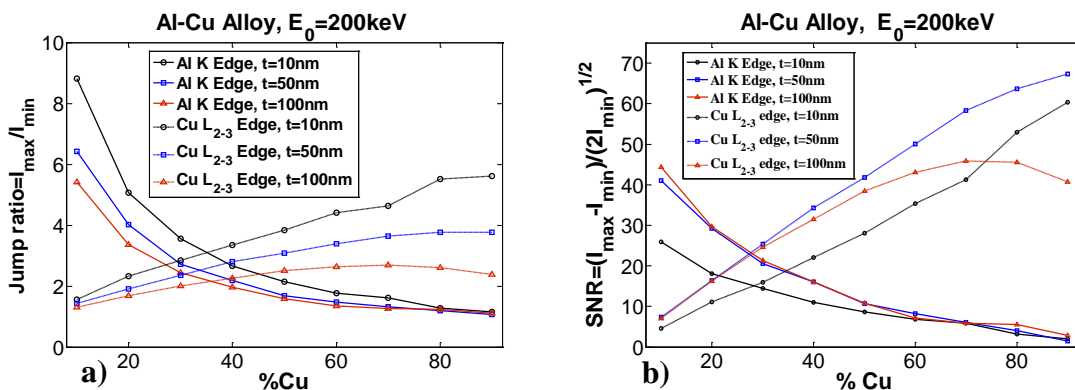 Al-Cu Alloy, E0=200keV
Jump ratio=Imax/Imin
10
8
6
4
2
0
Al K Edge, t=10nm
Al K Edge, t=50nm
Al K Edge, t=100nm
Cu L2-3 Edge, t=10nm
Cu L2-3 Edge, t=50nm
Cu L2-3 Edge, t=100nm
20 40 60 80
a)
%Cu
Al-Cu Alloy, E0=200keV
SNR=(Imax-Imin)/(2Imin)1/2
70
60
50
40
30
20
10
0
Al K Edge, t=10nm
Al K Edge, t=50nm
Al K Edge, t=100nm
Cu L2-3 edge, t=10nm
Cu L2-3 edge, t=50nm
Cu L2-3 edge, t=100nm
20 40 60 80
b)
% Cu